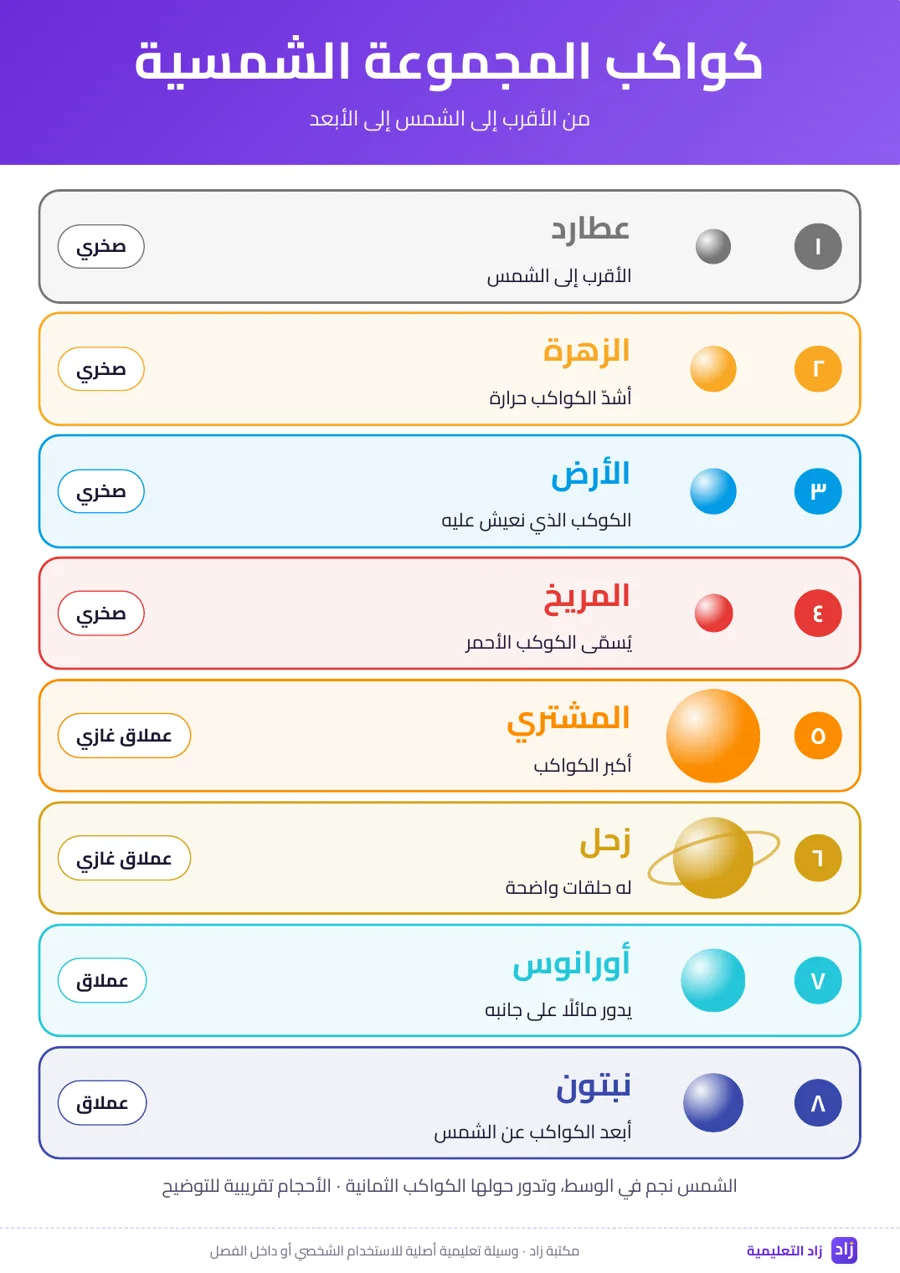 كواكب المجموعة الشمسية
من الأقرب إلى الشمس إلى الأبعد
١
عطارد
الأقرب إلى الشمس
صخري
٢
الزهرة
أشدّ الكواكب حرارة
صخري
٣
الأرض
الكوكب الذي نعيش عليه
صخري
٤
المريخ
يُسمّى الكوكب الأحمر
صخري
٥
المشتري
أكبر الكواكب
عملاق غازي
٦
زحل
له حلقات واضحة
عملاق غازي
٧
أورانوس
يدور مائلًا على جانبه
عملاق
٨
نبتون
أبعد الكواكب عن الشمس
عملاق
الشمس نجم في الوسط، وتدور حولها الكواكب الثمانية · الأحجام تقريبية للتوضيح
زاد
زاد التعليمية
مكتبة زاد · وسيلة تعليمية أصلية للاستخدام الشخصي أو داخل الفصل